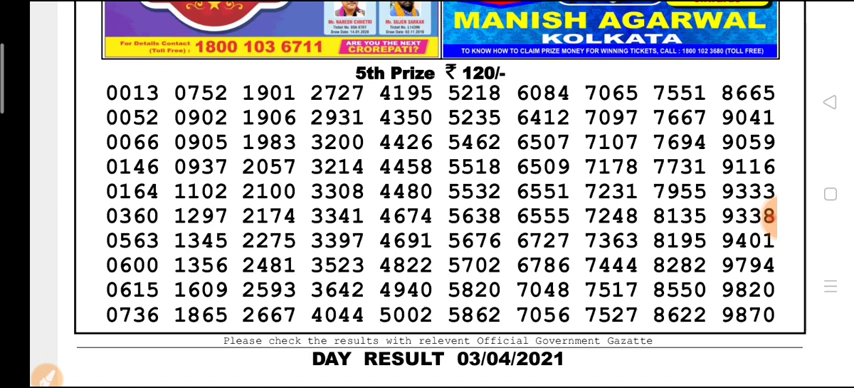 Mr. NARESH CHHETRI
Mr. RAJEN SARKAR
For Details Contact
(Toll Free) : 1800 103 6711
ARE YOU THE NEXT
CROREPATI?
MANISH AGARWAL
KOLKATA
TO KNOW HOW TO CLAIM PRIZE MONEY FOR WINNING TICKETS, CALL : 1800 102 3680 (TOLL FREE)
5th Prize ₹ 120/-
0013 0752 1901 2727 4195 5218 6084 7065 7551 8665
0052 0902 1906 2931 4350 5235 6412 7097 7667 9041
0066 0905 1983 3200 4426 5462 6507 7107 7694 9059
0146 0937 2057 3214 4458 5518 6509 7178 7731 9116
0164 1102 2100 3308 4480 5532 6551 7231 7955 9333
0360 1297 2174 3341 4674 5638 6555 7248 8135 9338
0563 1345 2275 3397 4691 5676 6727 7363 8195 9401
0600 1356 2481 3523 4822 5702 6786 7444 8282 9794
0615 1609 2593 3642 4940 5820 7048 7517 8550 9820
0736 1865 2667 4044 5002 5862 7056 7527 8622 9870
Please check the results with relevent Official Government Gazatte
DAY RESULT 03/04/2021